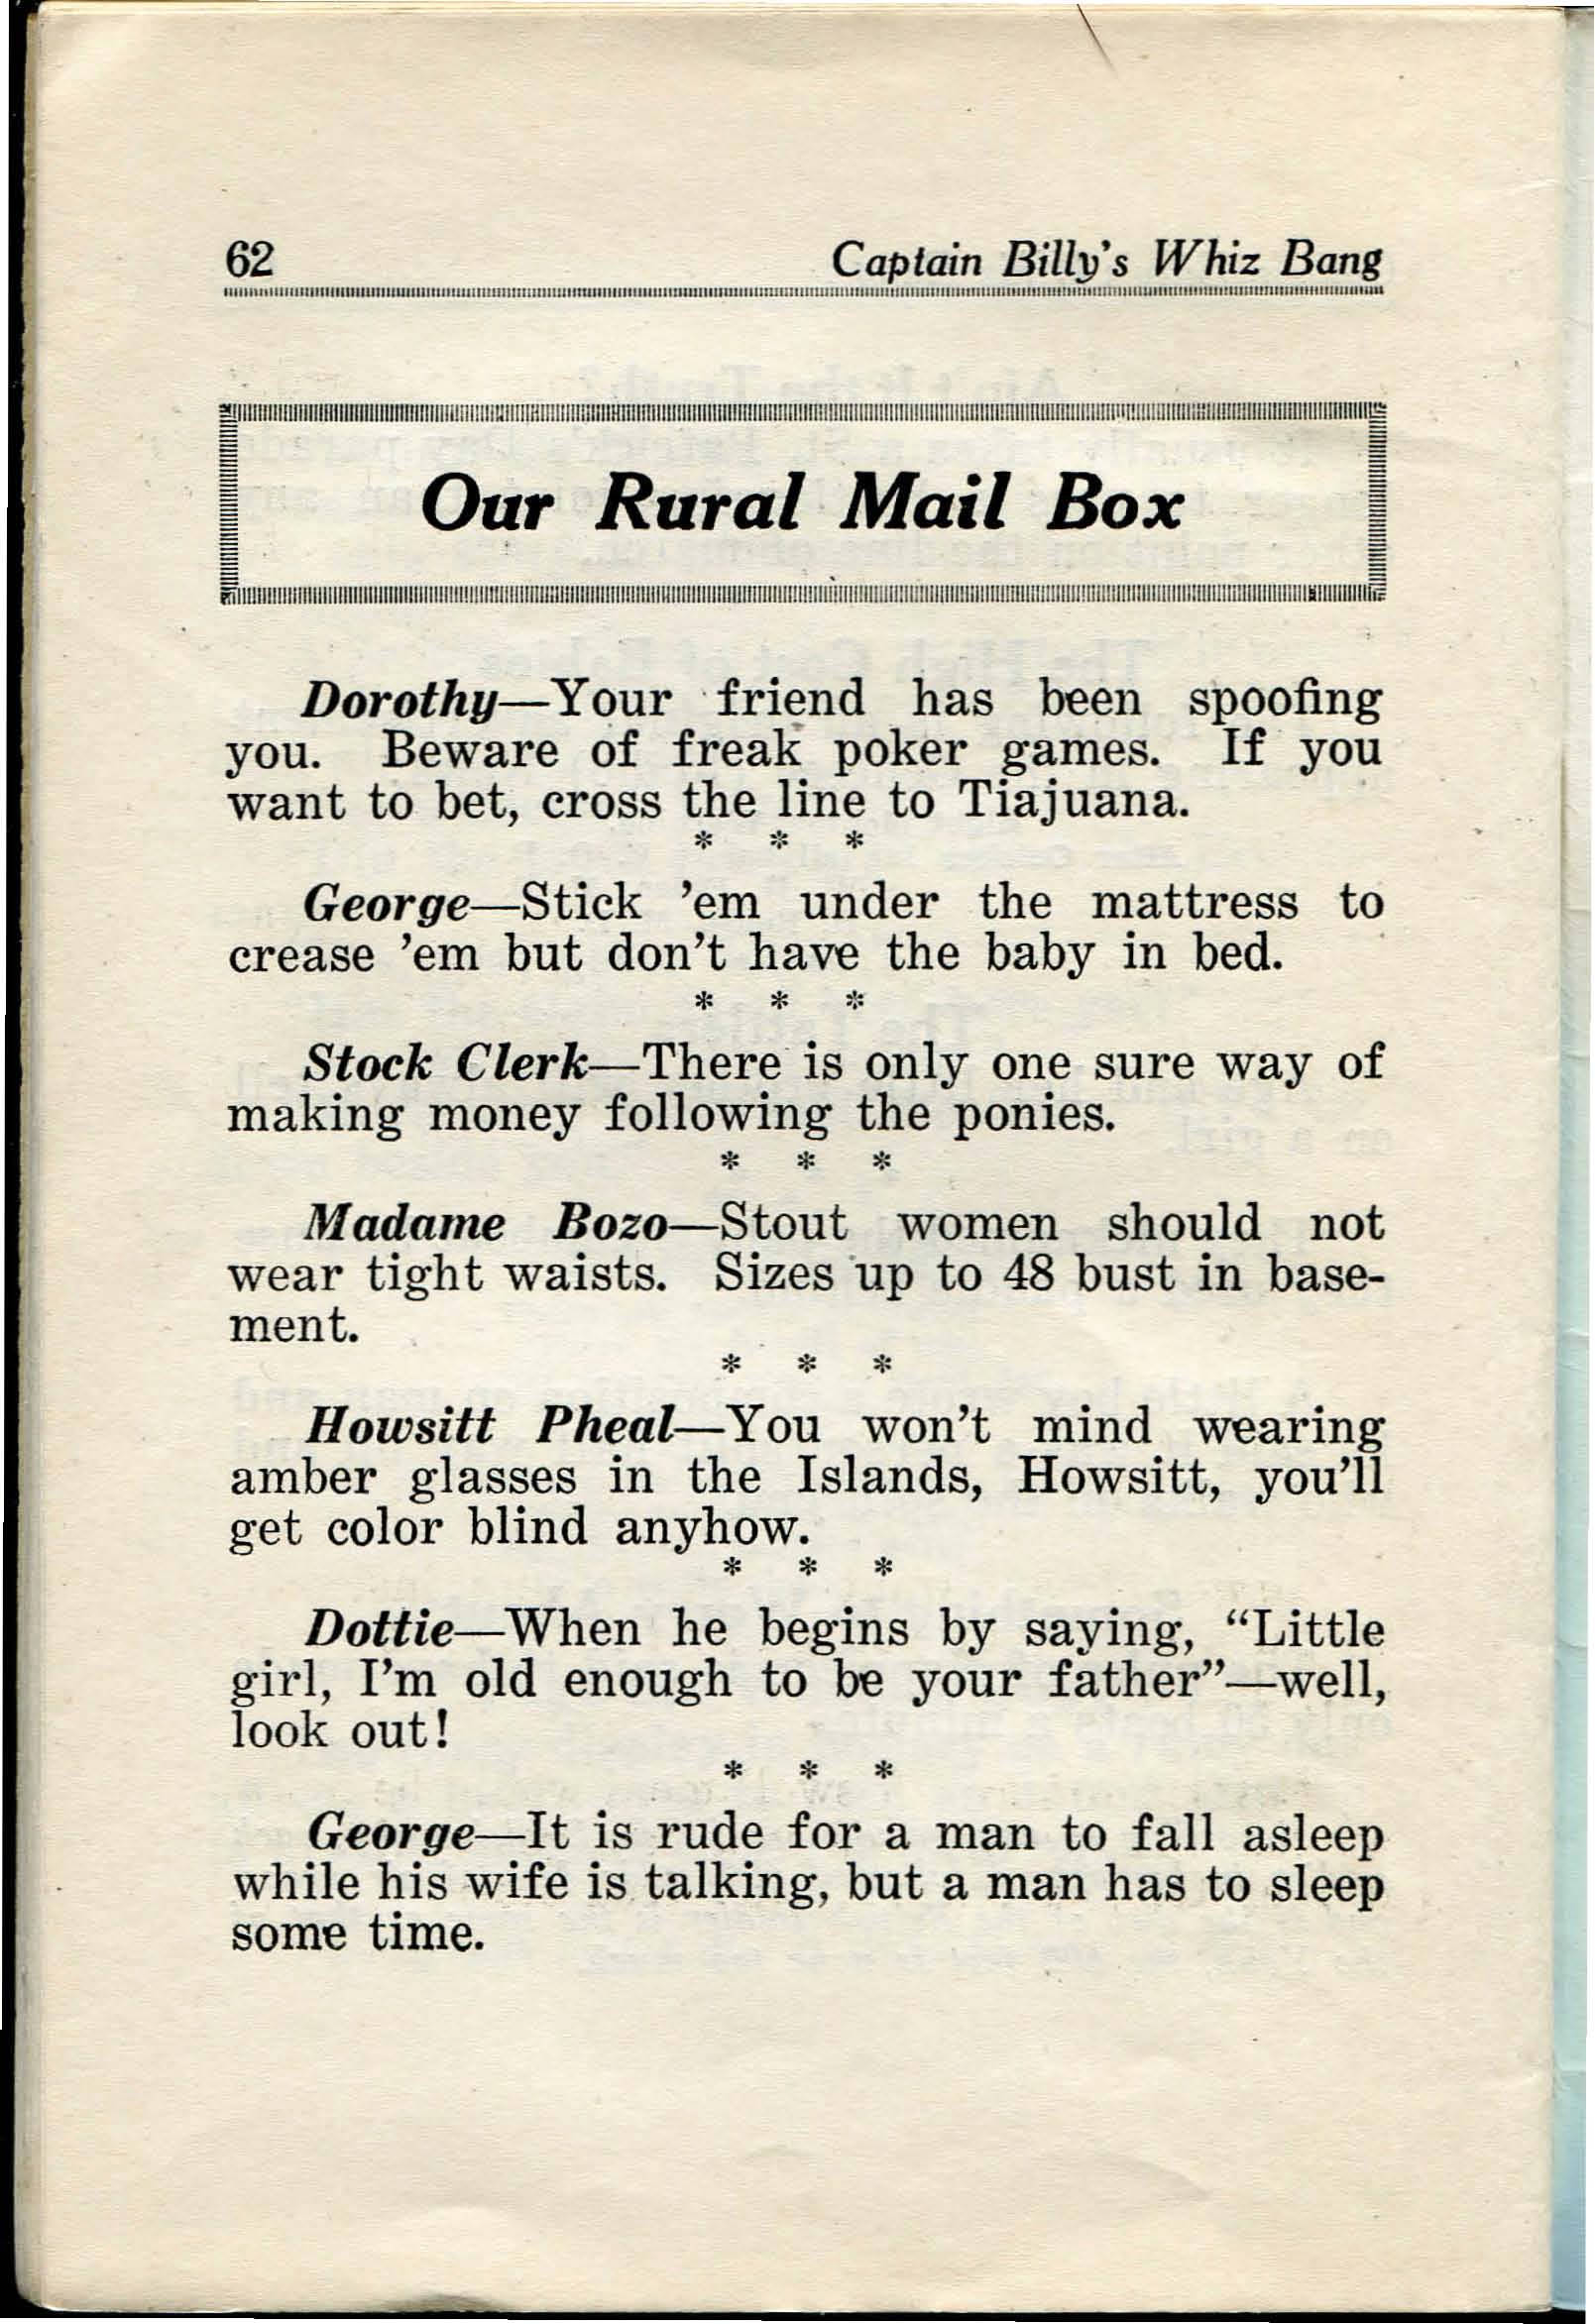 62 Captain Billy's Whiz Bang
Our Rural Mail Box
Dorothy—Your friend has been spoofing
you. Beware of freak poker games. If you
want to bet, cross the line to Tiajuana.
* * *
George—Stick 'em under the mattress to
crease 'em but don't have the baby in bed.
* * *
Stock Clerk—There is only one sure way of
making money following the ponies.
* * *
Madame Bozo—Stout women should not
wear tight waists. Sizes up to 48 bust in base-
ment.
* * *
Howsitt Pheal—You won't mind wearing
amber glasses in the Islands, Howsitt, you'll
get color blind anyhow.
* * *
Dottie—When he begins by saying, “Little
girl, I'm old enough to be your father”—well,
look out!
* * *
George—It is rude for a man to fall asleep
while his wife is talking, but a man has to sleep
some time.